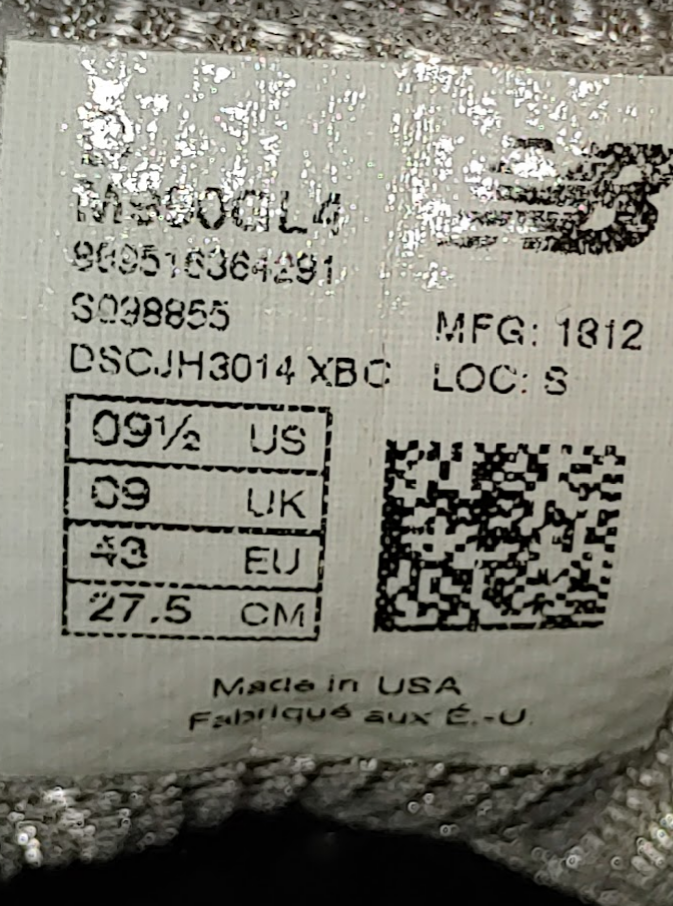 D
M990GL4
S098855
MFG: 1812
DSCJH3014 XBC
LOC: S
09½ US
09 UK
43 EU
27.5 CM
Made in USA
Fabriqué aux É.-U.